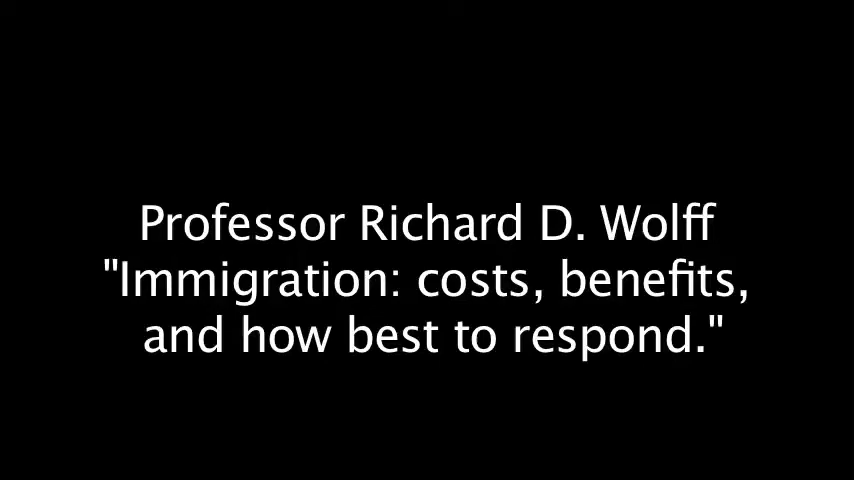 Professor Richard D. Wolff
"Immigration: costs, benefits,
and how best to respond."